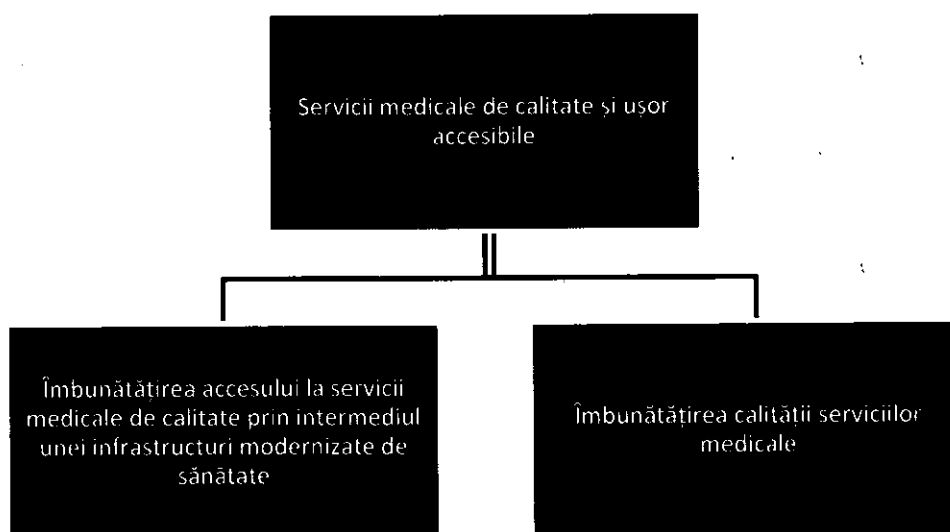 Servicii medicale de calitate și ușor
accesibile
Îmbunătățirea accesului la servicii
medicale de calitate prin intermediul
unei infrastructuri modernizate de
sănătate
Îmbunătățirea calității serviciilor
medicale